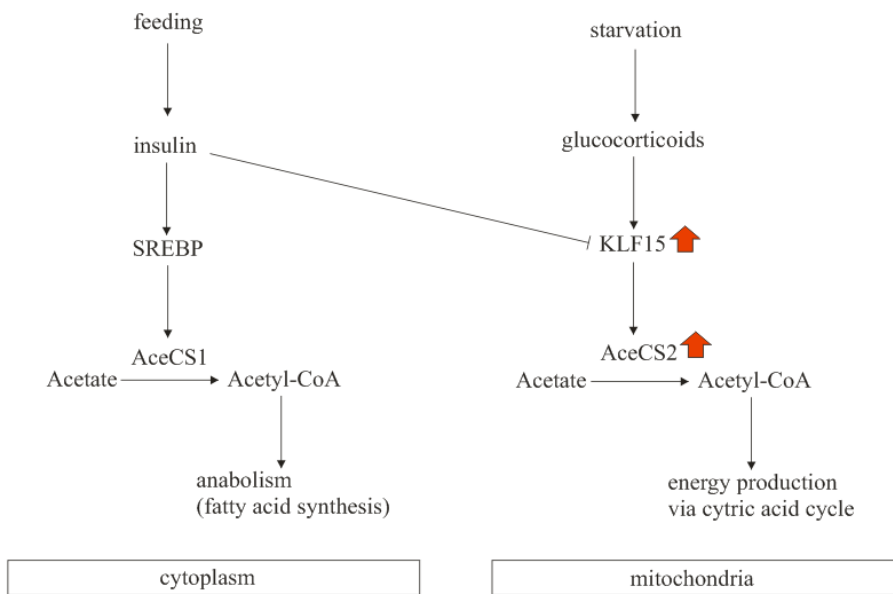 feeding
insulin
SREBP
AceCS1
Acetate
Acetyl-CoA
anabolism
(fatty acid synthesis)
cytoplasm
starvation
glucocorticoids
KLF15
AceCS2
Acetate
Acetyl-CoA
energy production
via cytric acid cycle
mitochondria